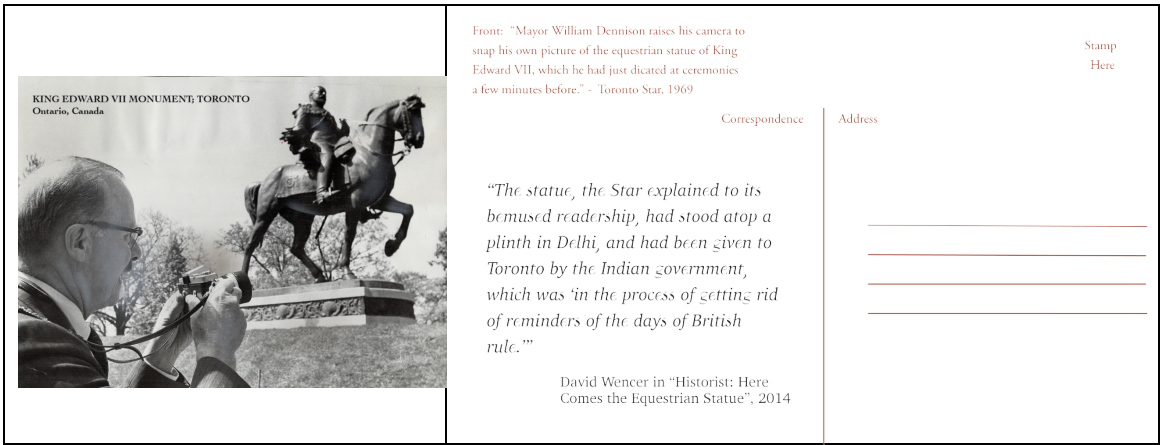 KING EDWARD VII MONUMENT; TORONTO
Ontario, Canada
Front: “Mayor William Dennison raises his camera to
snap his own picture of the equestrian statue of King
Edward VII, which he had just dicated at ceremonies
a few minutes before.” - Toronto Star, 1969
Stamp
Here
Correspondence
Address
“The statue, the Star explained to its
bemused readership, had stood atop a
plinth in Delhi, and had been given to
Toronto by the Indian government,
which was ‘in the process of getting rid
of reminders of the days of British
rule.’”
David Wencer in “Historist: Here
Comes the Equestrian Statue”, 2014